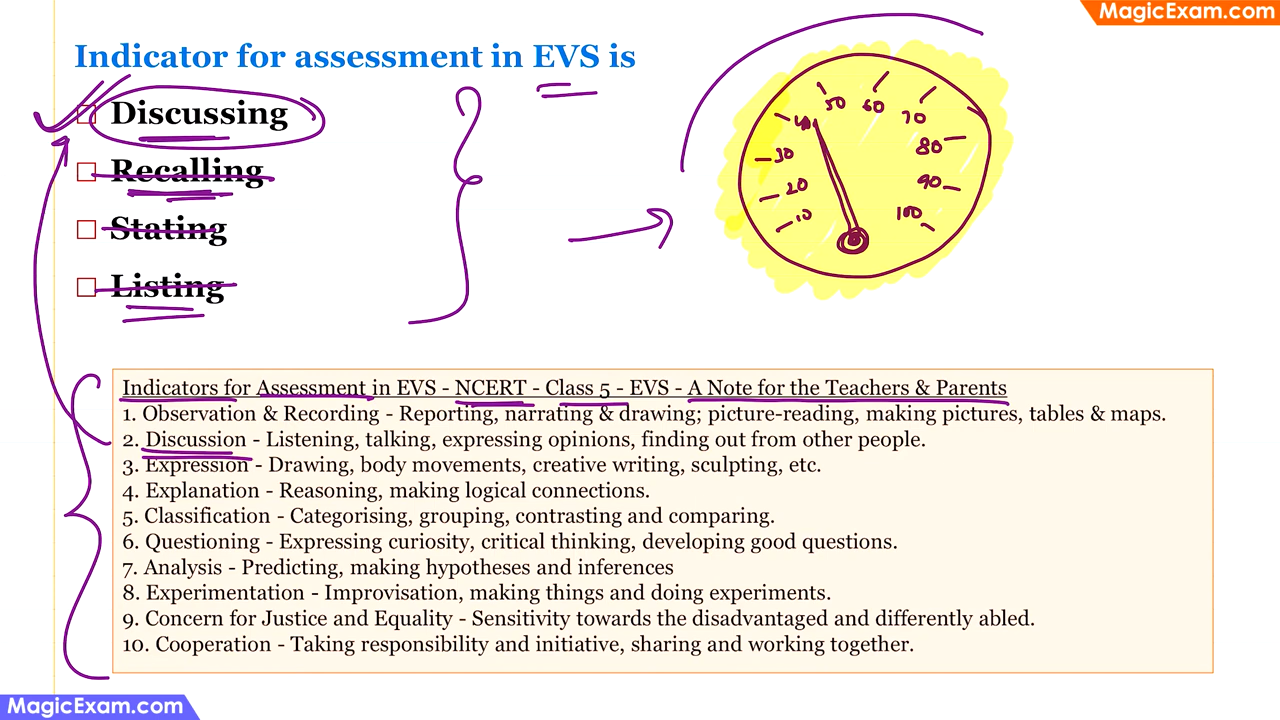 MagicExam.com
Indicator for assessment in EVS is
Discussing
Recalling
Stating
Listing
10
20
30
40
50
60
70
80
90
100
Indicators for Assessment in EVS - NCERT - Class 5 - EVS - A Note for the Teachers & Parents
1. Observation & Recording - Reporting, narrating & drawing; picture-reading, making pictures, tables & maps.
2. Discussion - Listening, talking, expressing opinions, finding out from other people.
3. Expression - Drawing, body movements, creative writing, sculpting, etc.
4. Explanation - Reasoning, making logical connections.
5. Classification - Categorising, grouping, contrasting and comparing.
6. Questioning - Expressing curiosity, critical thinking, developing good questions.
7. Analysis - Predicting, making hypotheses and inferences
8. Experimentation - Improvisation, making things and doing experiments.
9. Concern for Justice and Equality - Sensitivity towards the disadvantaged and differently abled.
10. Cooperation - Taking responsibility and initiative, sharing and working together.
MagicExam.com